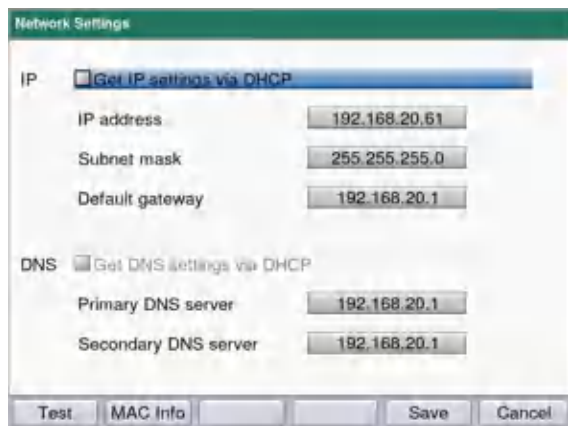 Network Settings
IP Get IP settings via DHCP
IP address 192.168.20.61
Subnet mask 255.255.255.0
Default gateway 192.168.20.1
DNS Get DNS settings via DHCP
Primary DNS server 192.168.20.1
Secondary DNS server 192.168.20.1
Test MAC Info Save Cancel